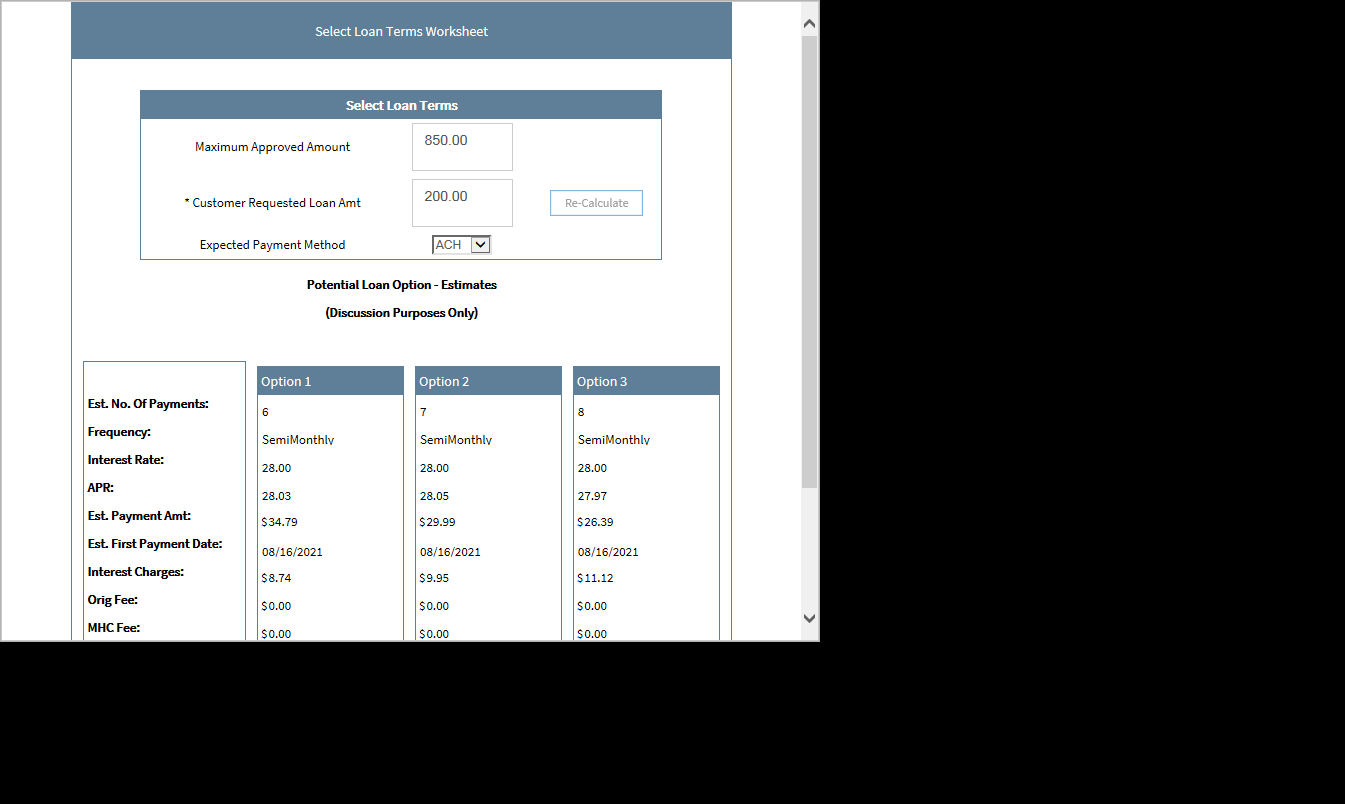 Select Loan Terms Worksheet
Select Loan Terms
Maximum Approved Amount 850.00
* Customer Requested Loan Amt 200.00 Re-Calculate
Expected Payment Method ACH
Potential Loan Option - Estimates
(Discussion Purposes Only)
Option 1 Option 2 Option 3
Est. No. Of Payments: 6 7 8
Frequency: SemiMonthly SemiMonthly SemiMonthly
Interest Rate: 28.00 28.00 28.00
APR: 28.03 28.05 27.97
Est. Payment Amt: $34.79 $29.99 $26.39
Est. First Payment Date: 08/16/2021 08/16/2021 08/16/2021
Interest Charges: $8.74 $9.95 $11.12
Orig Fee: $0.00 $0.00 $0.00
MHC Fee: $0.00 $0.00 $0.00